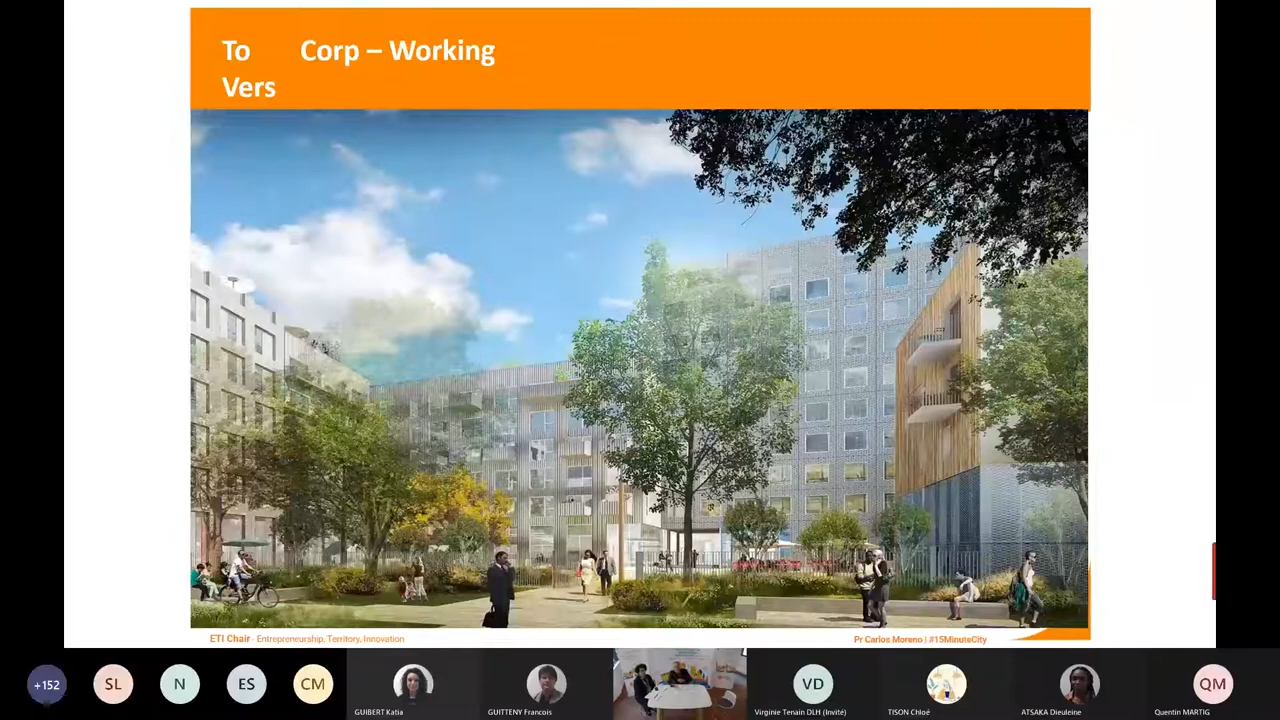 To Corp – Working
Vers
ETI Chair - Entrepreneurship, Territory, Innovation
Pr Carlos Moreno | #15MinuteCity
+152
SL
N
ES
CM
VD
QM
GUIBERT Katia
GUITTENY Francois
Virginie Tenain DLH (Invité)
TISON Chloé
ATSAKA Dieuleine
Quentin MARTIG